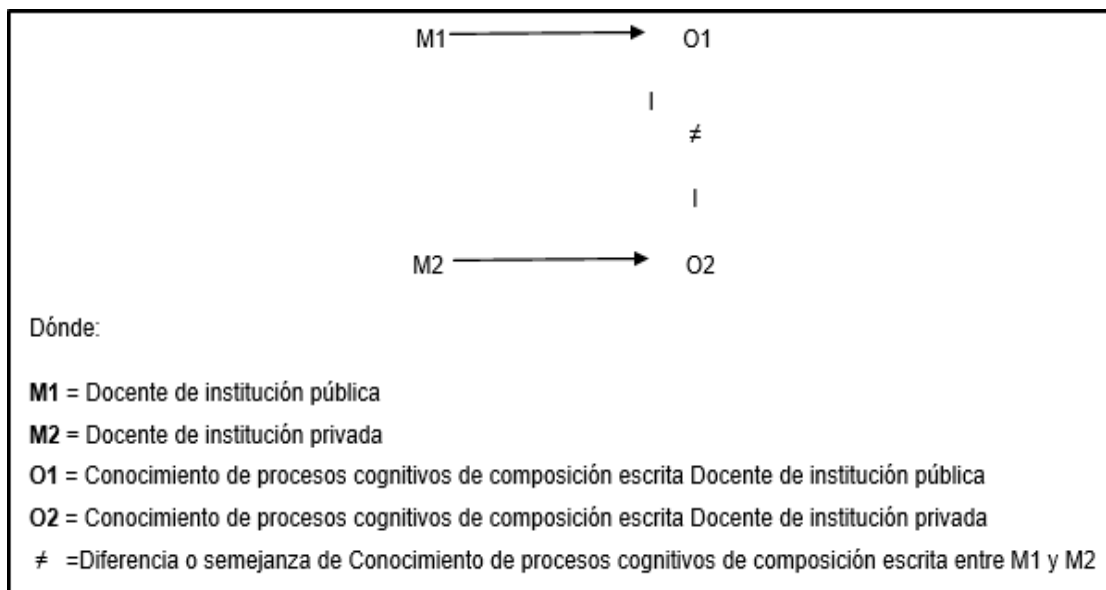 M1 O1
I
≠
I
M2 O2
Dónde:
M1 = Docente de institución pública
M2 = Docente de institución privada
O1 = Conocimiento de procesos cognitivos de composición escrita Docente de institución pública
O2 = Conocimiento de procesos cognitivos de composición escrita Docente de institución privada
≠ =Diferencia o semejanza de Conocimiento de procesos cognitivos de composición escrita entre M1 y M2